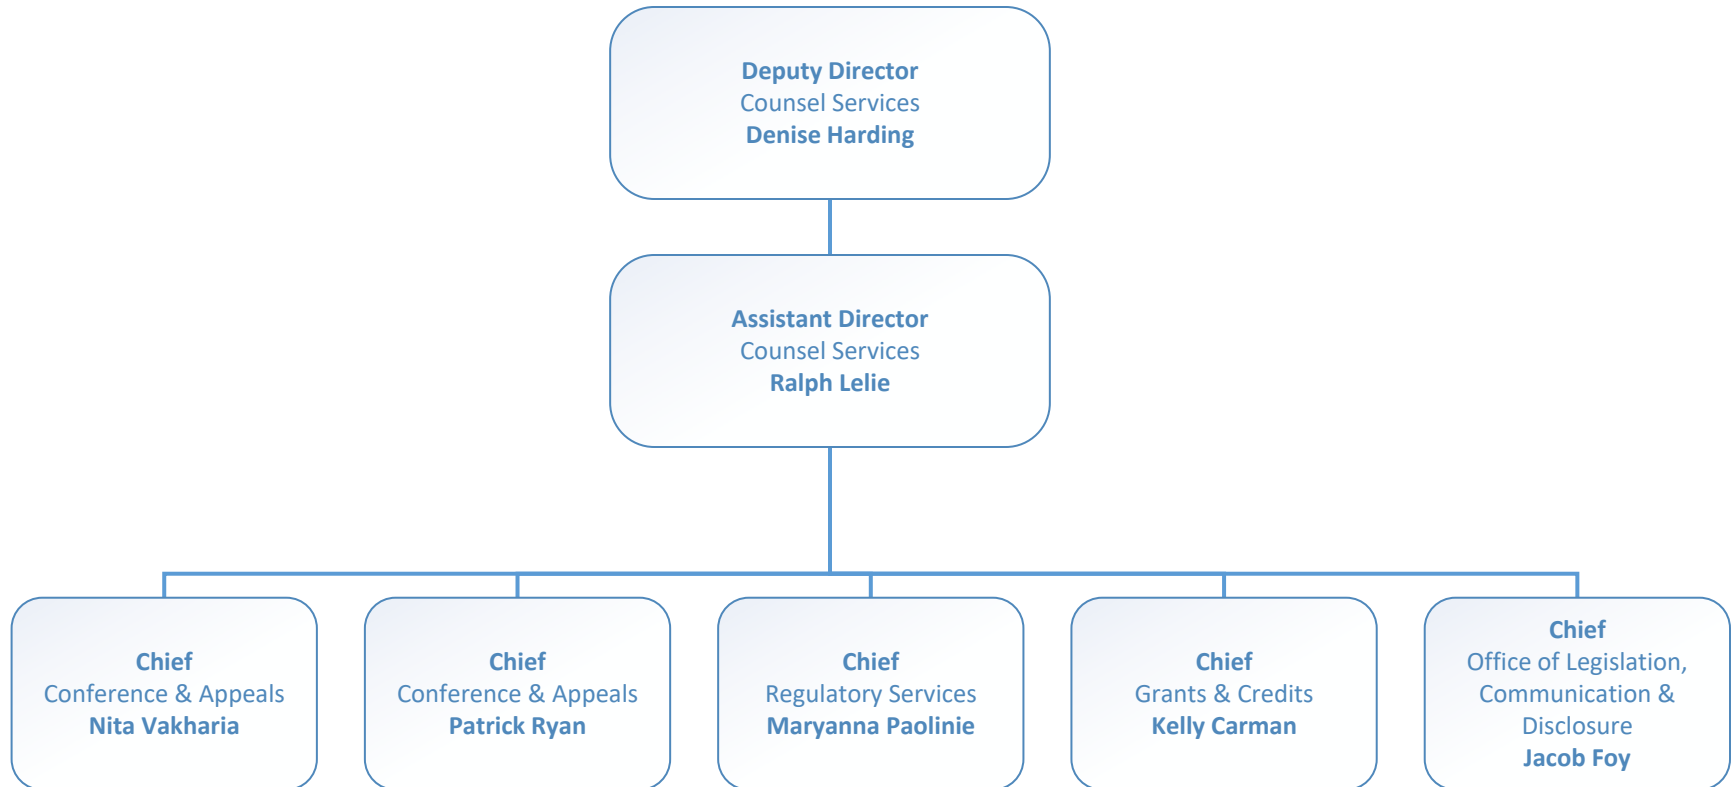 Deputy Director
Counsel Services
Denise Harding
Assistant Director
Counsel Services
Ralph Lelie
Chief
Conference & Appeals
Nita Vakharia
Chief
Conference & Appeals
Patrick Ryan
Chief
Regulatory Services
Maryanna Paolinie
Chief
Grants & Credits
Kelly Carman
Chief
Office of Legislation,
Communication &
Disclosure
Jacob Foy